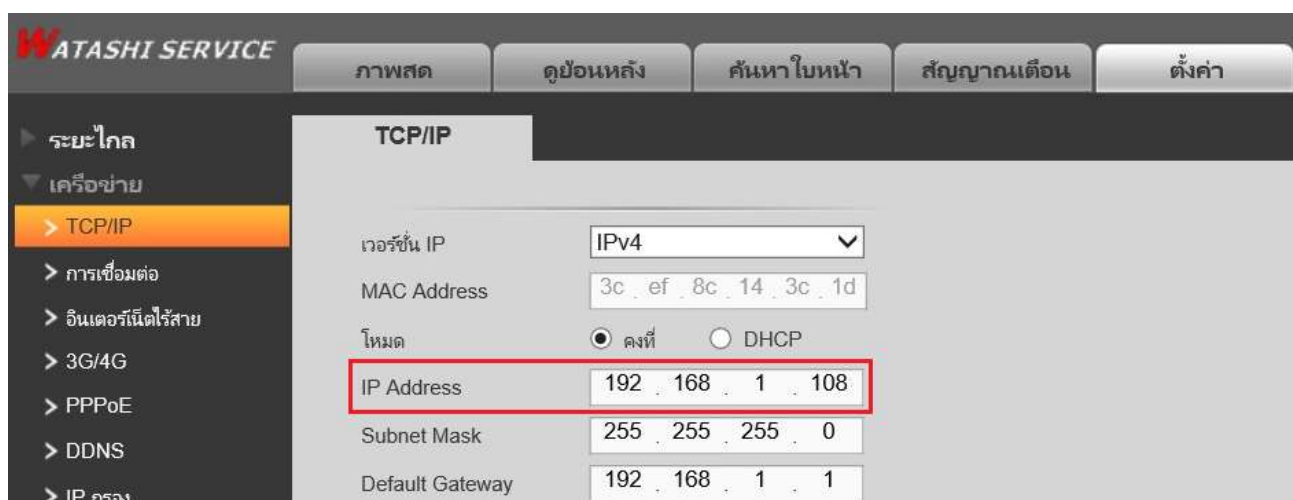 WATASHI SERVICE
ภาพสด ดูย้อนหลัง ค้นหาใบหน้า สัญญาณเตือน ตั้งค่า
ระยะไกล
เครือข่าย
TCP/IP
การเชื่อมต่อ
อินเตอร์เน็ตไร้สาย
3G/4G
PPPoE
DDNS
IP กรอง
TCP/IP
เวอร์ชั่น IP IPv4
MAC Address 3c . ef . 8c . 14 . 3c . 1d
โหมด คงที่ DHCP
IP Address 192 . 168 . 1 . 108
Subnet Mask 255 . 255 . 255 . 0
Default Gateway 192 . 168 . 1 . 1